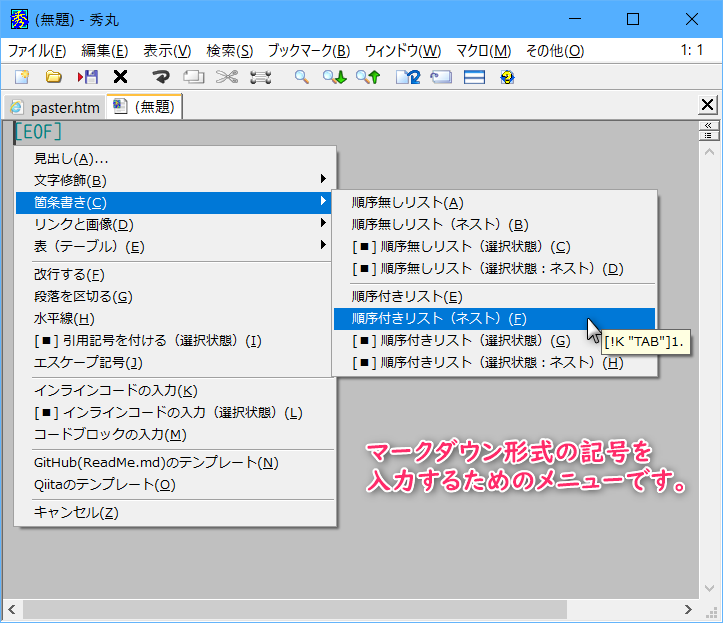 (無題) - 秀丸
ファイル(F) 編集(E) 表示(V) 検索(S) ブックマーク(B) ウィンドウ(W) マクロ(M) その他(O) 1: 1
paster.htm (無題)
[EOF]
見出し(A)...
文字修飾(B)
箇条書き(C)
リンクと画像(D)
表（テーブル）(E)
改行する(F)
段落を区切る(G)
水平線(H)
[■] 引用記号を付ける（選択状態）(I)
エスケープ記号(J)
インラインコードの入力(K)
[■] インラインコードの入力（選択状態）(L)
コードブロックの入力(M)
GitHub(ReadMe.md)のテンプレート(N)
Qiitaのテンプレート(O)
キャンセル(Z)
順序無しリスト(A)
順序無しリスト（ネスト）(B)
[■] 順序無しリスト（選択状態）(C)
[■] 順序無しリスト（選択状態：ネスト）(D)
順序付きリスト(E)
順序付きリスト（ネスト）(F)
[■] 順序付きリスト（選択状態）(G)
[■] 順序付きリスト（選択状態：ネスト）(H)
[!K "TAB"]1.
マークダウン形式の記号を
入力するためのメニューです。